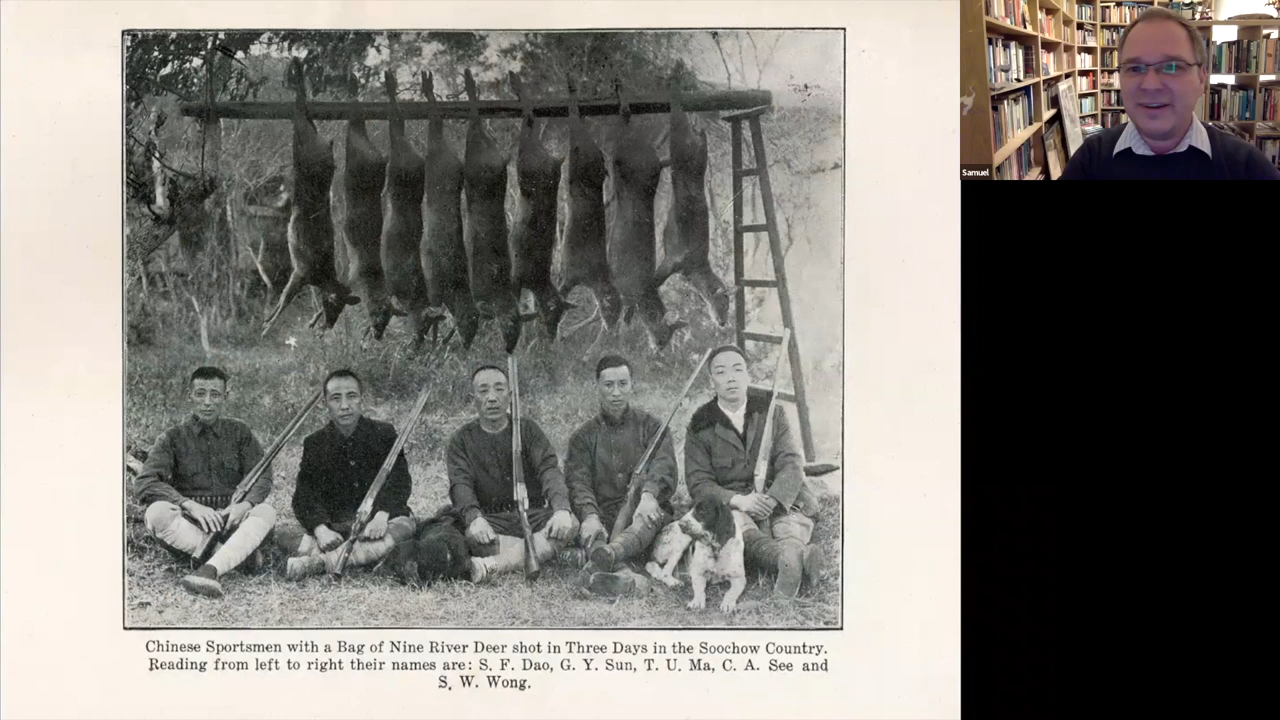 Chinese Sportsmen with a Bag of Nine River Deer shot in Three Days in the Soochow Country.
Reading from left to right their names are: S. F. Dao, G. Y. Sun, T. U. Ma, C. A. See and
S. W. Wong.
Samuel